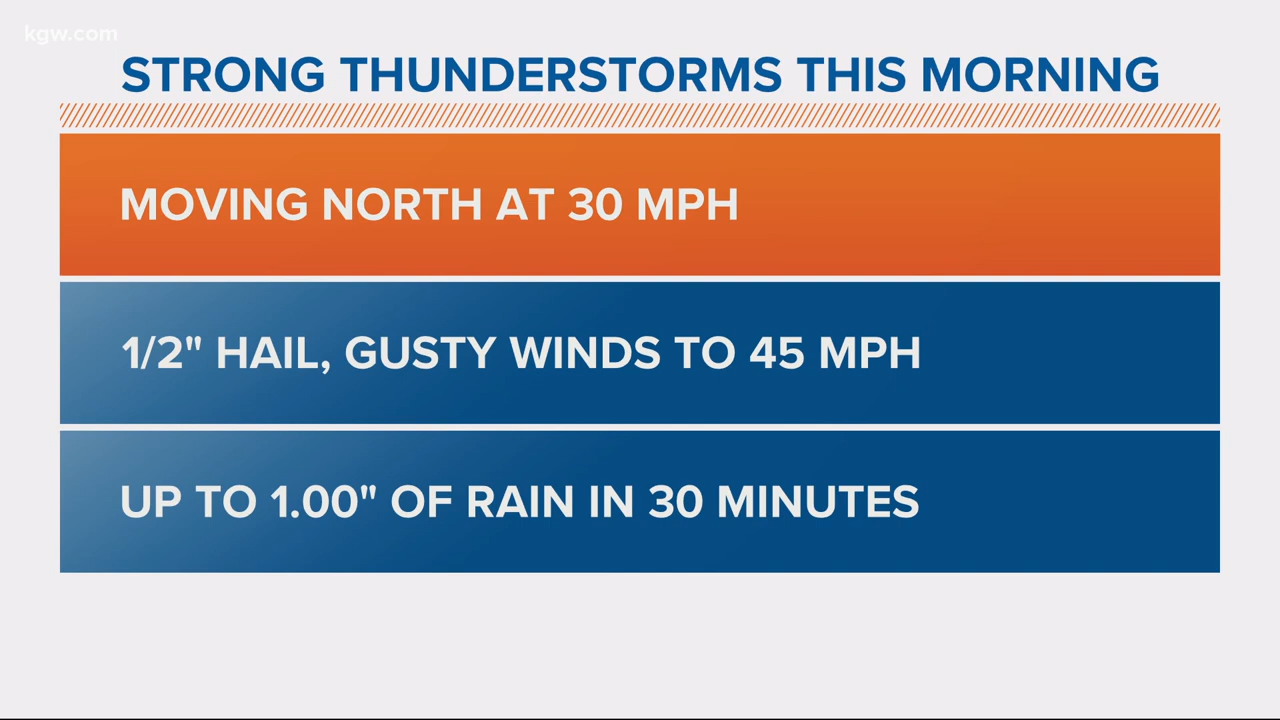 kgw.com
STRONG THUNDERSTORMS THIS MORNING
MOVING NORTH AT 30 MPH
1/2" HAIL, GUSTY WINDS TO 45 MPH
UP TO 1.00" OF RAIN IN 30 MINUTES